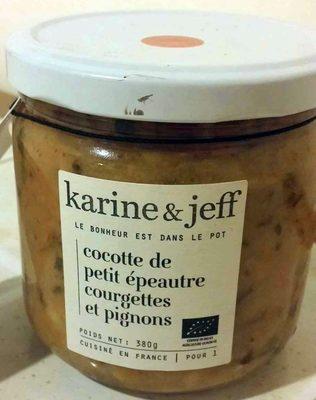 karine & jeff
LE BONHEUR EST DANS LE POT
cocotte de
petit épeautre
courgettes
et pignons
POIDS NET: 380g
CUISINÉ EN FRANCE | POUR 1